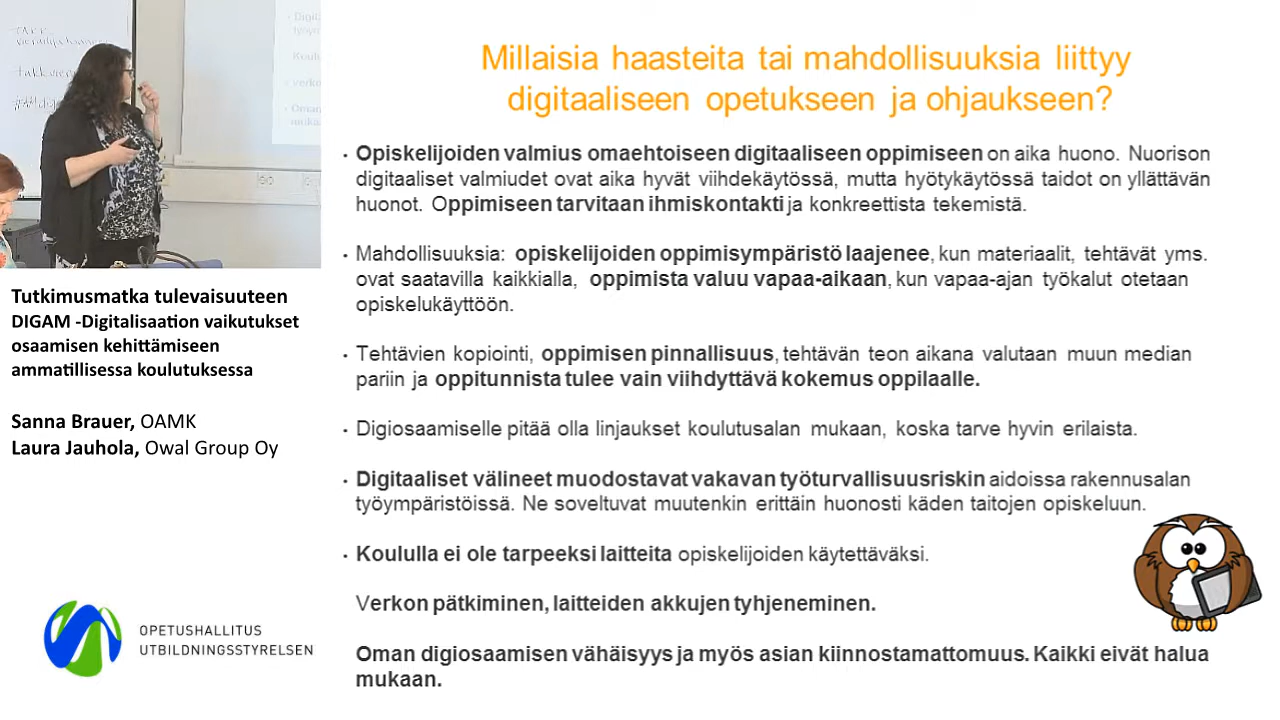 Millaisia haasteita tai mahdollisuuksia liittyy
digitaaliseen opetukseen ja ohjaukseen?
• Opiskelijoiden valmius omaehtoiseen digitaaliseen oppimiseen on aika huono. Nuorison
digitaaliset valmiudet ovat aika hyvät viihdekäytössä, mutta hyötykäytössä taidot on yllättävän
huonot. Oppimiseen tarvitaan ihmiskontakti ja konkreettista tekemistä.
• Mahdollisuuksia: opiskelijoiden oppimisympäristö laajenee, kun materiaalit, tehtävät yms.
ovat saatavilla kaikkialla, oppimista valuu vapaa-aikaan, kun vapaa-ajan työkalut otetaan
opiskelukäyttöön.
• Tehtävien kopiointi, oppimisen pinnallisuus, tehtävän teon aikana valutaan muun median
pariin ja oppitunnista tulee vain viihdyttävä kokemus oppilaalle.
• Digiosaamiselle pitää olla linjaukset koulutusalan mukaan, koska tarve hyvin erilaista.
• Digitaaliset välineet muodostavat vakavan työturvallisuusriskin aidoissa rakennusalan
työympäristöissä. Ne soveltuvat muutenkin erittäin huonosti käden taitojen opiskeluun.
• Koululla ei ole tarpeeksi laitteita opiskelijoiden käytettäväksi.
Verkon pätkiminen, laitteiden akkujen tyhjeneminen.
Oman digiosaamisen vähäisyys ja myös asian kiinnostamattomuus. Kaikki eivät halua
mukaan.
Tutkimusmatka tulevaisuuteen
DIGAM -Digitalisaation vaikutukset
osaamisen kehittämiseen
ammatillisessa koulutuksessa
Sanna Brauer, OAMK
Laura Jauhola, Owal Group Oy
OPETUSHALLITUS
UTBILDNINGSSTYRELSEN